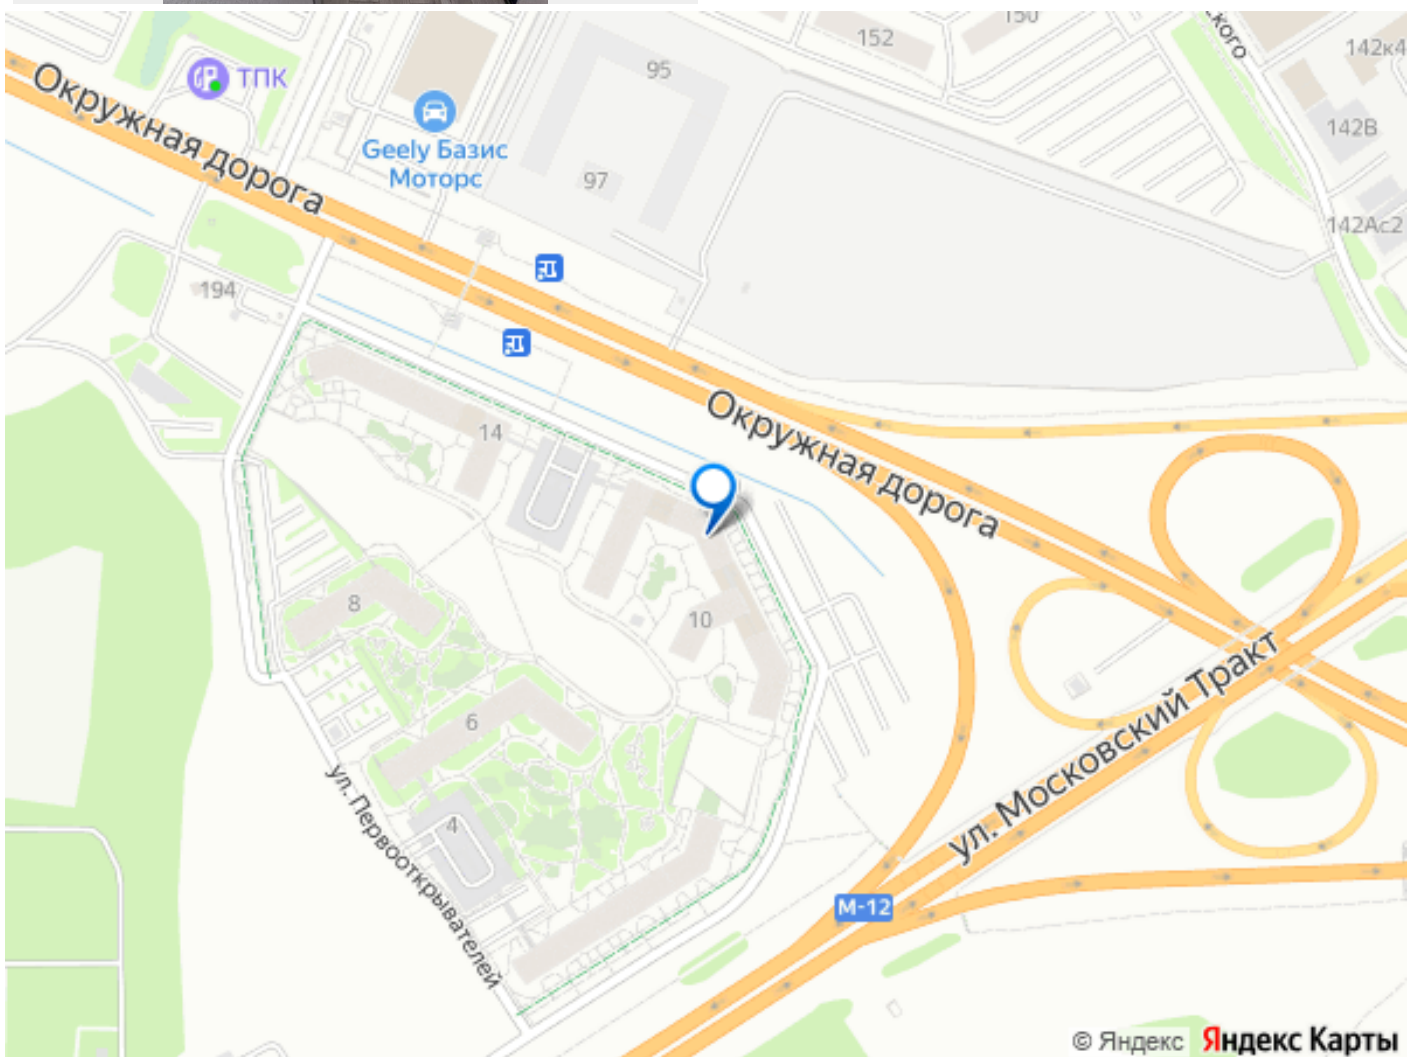 150
152
ского
142к4
95
ТПК
142В
Окружная дорога
Geely Базис
Моторс
97
142Ас2
194
Окружная дорога
14
8
10
6
ул. Московский Тракт
ул. Первооткрывателей
4
М-12
© Яндекс Яндекс Карты